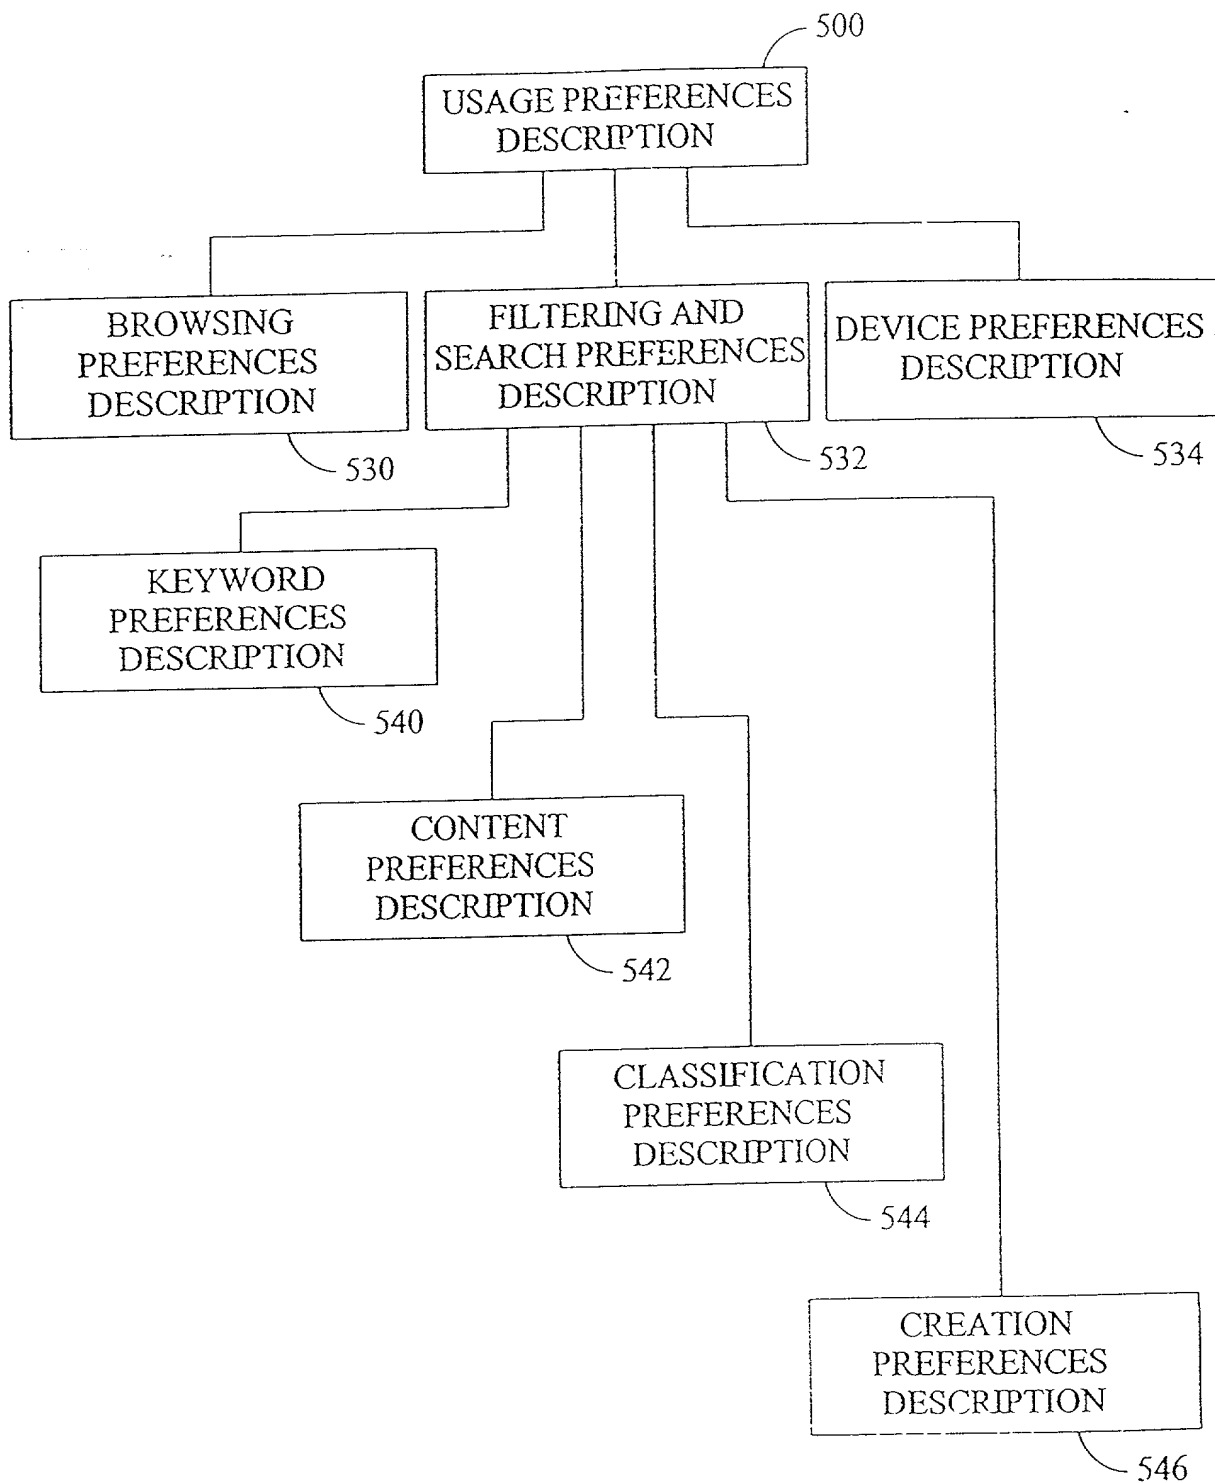 500
USAGE PREFERENCES
DESCRIPTION
BROWSING
PREFERENCES
DESCRIPTION
530
FILTERING AND
SEARCH PREFERENCES
DESCRIPTION
532
DEVICE PREFERENCES
DESCRIPTION
534
KEYWORD
PREFERENCES
DESCRIPTION
540
CONTENT
PREFERENCES
DESCRIPTION
542
CLASSIFICATION
PREFERENCES
DESCRIPTION
544
CREATION
PREFERENCES
DESCRIPTION
546